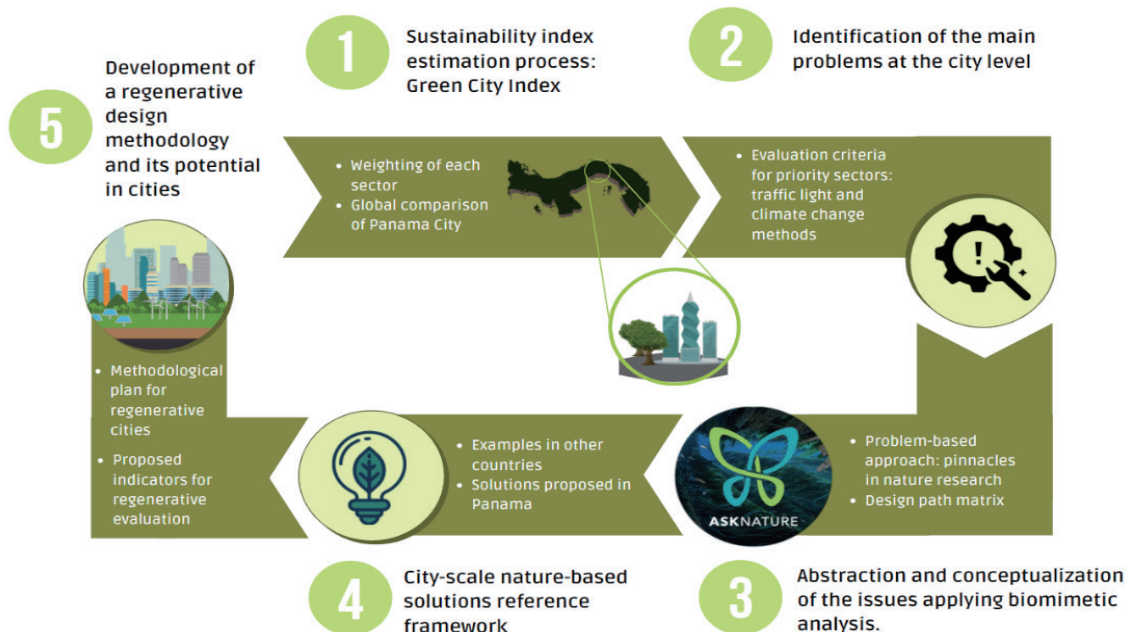 1
Sustainability index
estimation process:
Green City Index
• Weighting of each
sector
• Global comparison
of Panama City
2
Identification of the main
problems at the city level
• Evaluation criteria
for priority sectors:
traffic light and
climate change
methods
!
3
Abstraction and conceptualization
of the issues applying biomimetic
analysis.
• Problem-based
approach: pinnacles
in nature research
• Design path matrix
ASKNATURE
4
City-scale nature-based
solutions reference
framework
• Examples in other
countries
• Solutions proposed in
Panama
5
Development of
a regenerative
design
methodology
and its potential
in cities
• Methodological
plan for
regenerative
cities
• Proposed
indicators for
regenerative
evaluation